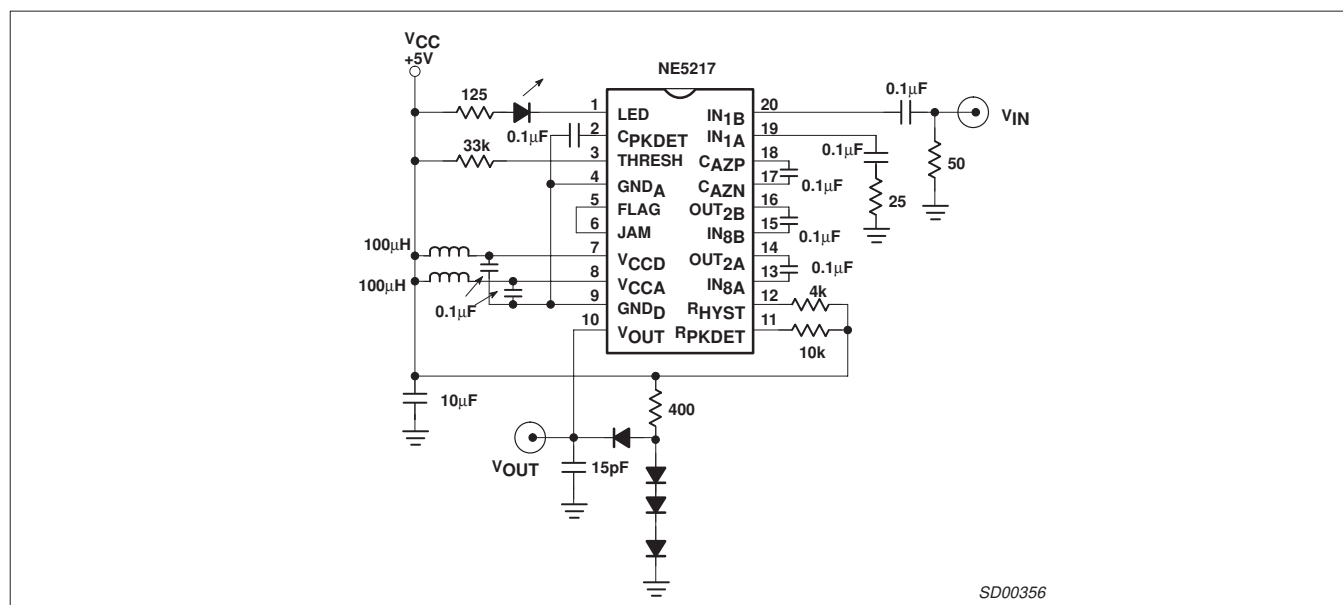 VCC
+5V
NE5217
125
0.1µF
33k
1 LED
2 CPKDET
3 THRESH
4 GNDA
5 FLAG
6 JAM
7 VCCD
8 VCCA
9 GNDD
10 VOUT
IN1B 20
IN1A 19
CAZP 18
CAZN 17
OUT2B 16
IN8B 15
OUT2A 14
IN8A 13
RHYST 12
RPKDET 11
0.1µF
VIN
0.1µF
50
25
0.1µF
0.1µF
0.1µF
4k
10k
100µH
100µH
0.1µF
10µF
400
VOUT
15pF
SD00356